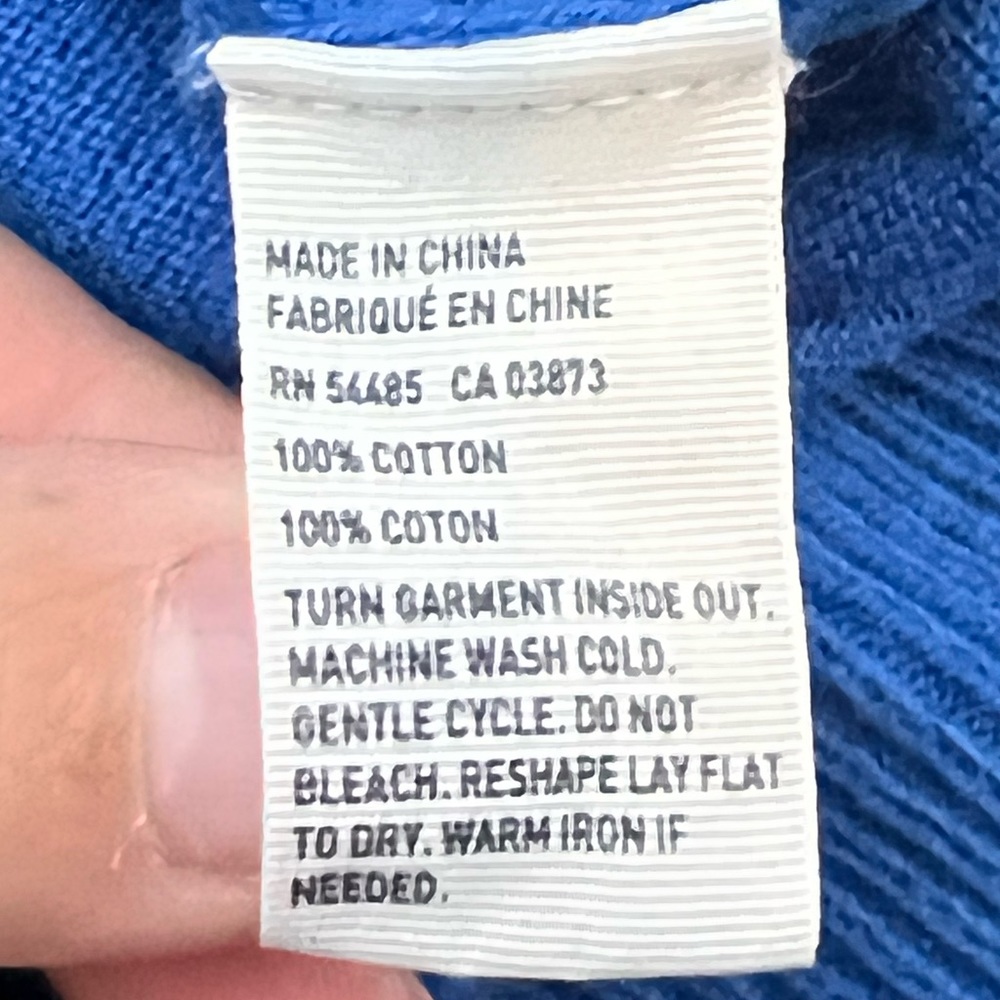 MADE IN CHINA
FABRIQUÉ EN CHINE
RN 54485 CA 03873
100% COTTON
100% COTON
TURN GARMENT INSIDE OUT.
MACHINE WASH COLD.
GENTLE CYCLE. DO NOT
BLEACH. RESHAPE LAY FLAT
TO DRY. WARM IRON IF
NEEDED.